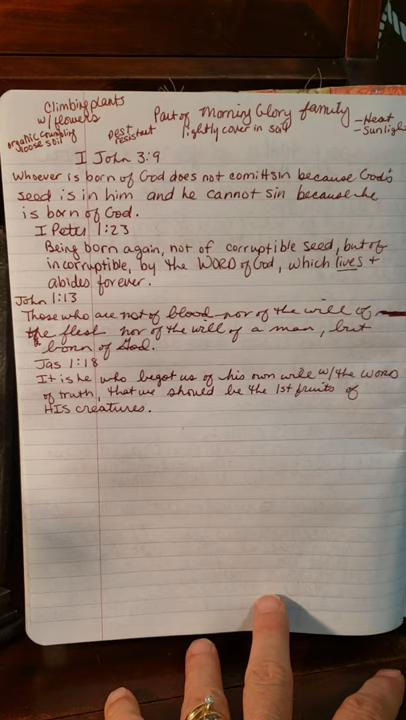 Climbing plants
w/flowers
Part of Morning Glory family
-Heat
-Sunlight
organic crumbling
loose soil
pest
resistant
lightly cover in soil
I John 3:9
Whoever is born of God does not comitt sin because God's
seed is in him and he cannot sin because he
is born of God.
I Peter 1:23
Being born again, not of corruptible seed, but of
incorruptible, by the WORD of God, which lives +
abides forever.
John 1:13
Those who are not of blood nor of the will of
the flesh nor of the will of a man, but
born of God.
Jas 1:18
It is he who begot us of his own will w/ the WORD
of truth, that we should be the 1st fruits of
HIS creatures.